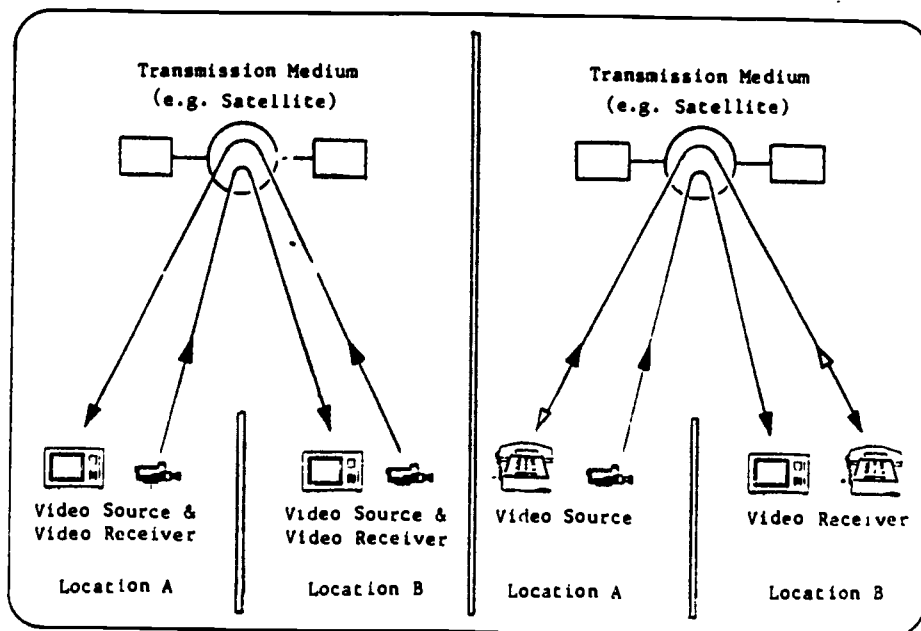 Transmission Medium
(e.g. Satellite)
Video Source &
Video Receiver
Location A
Video Source &
Video Receiver
Location B
Transmission Medium
(e.g. Satellite)
Video Source
Location A
Video Receiver
Location B